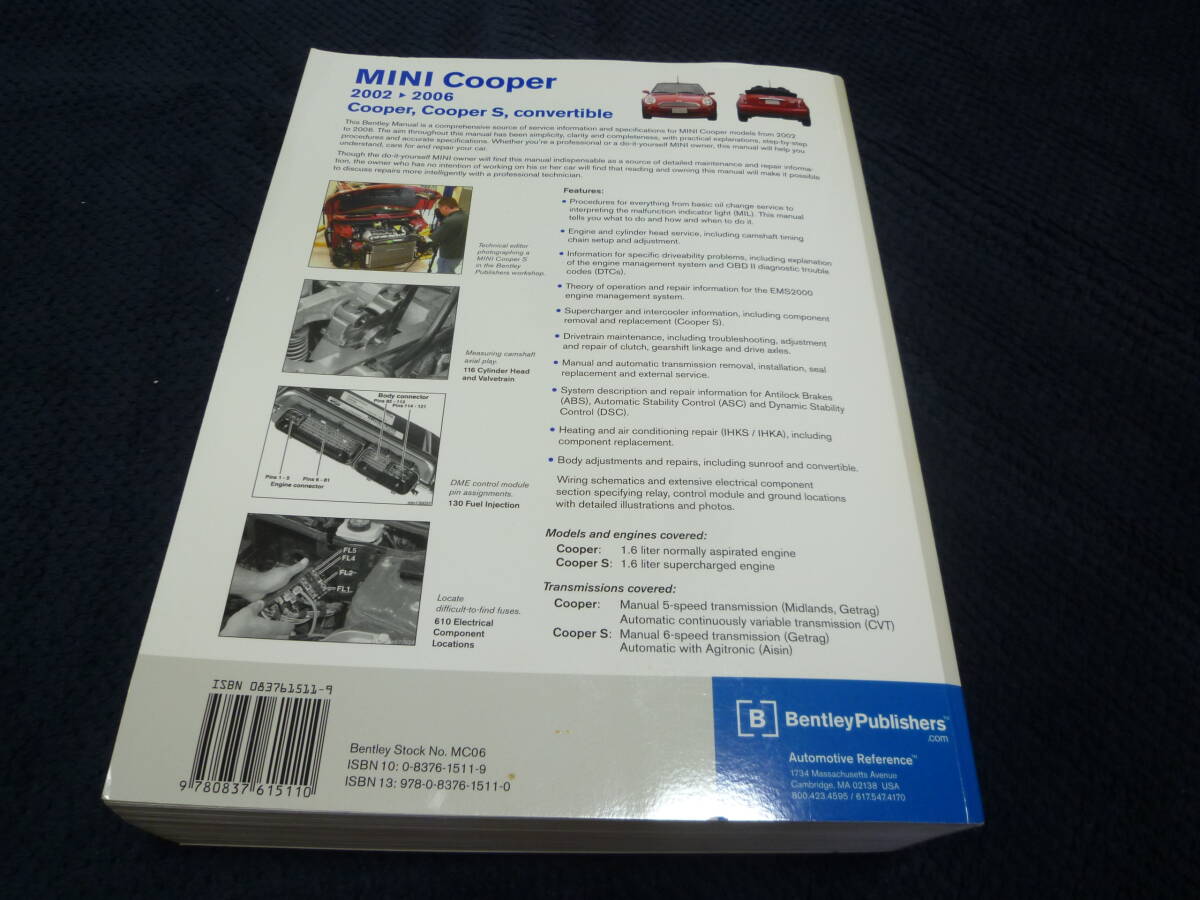 MINI Cooper
2002 ▸ 2006
Cooper, Cooper S, convertible
This Bentley Manual is a comprehensive source of service information and specifications for MINI Cooper models from 2002
to 2006. The aim throughout this manual has been simplicity, clarity and completeness, with practical explanations, step-by-step
procedures and accurate specifications. Whether you're a professional or a do-it-yourself MINI owner, this manual will help you
understand, care for and repair your car.
Though the do-it-yourself MINI owner will find this manual indispensable as a source of detailed maintenance and repair informa-
tion, the owner who has no intention of working on his or her car will find that reading and owning this manual will make it possible
to discuss repairs more intelligently with a professional technician.
Technical editor
photographing a
MINI Cooper S
in the Bentley
Publishers workshop.
Measuring camshaft
axial play.
116 Cylinder Head
and Valvetrain
Body connector
Pins 82 - 113
Pins 114 - 121
Pins 1 - 5
Pins 6 - 81
Engine connector
DME control module
pin assignments.
130 Fuel Injection
FL5
FL4
FL2
FL1
Locate
difficult-to-find fuses.
610 Electrical
Component
Locations
Features:
• Procedures for everything from basic oil change service to
interpreting the malfunction indicator light (MIL). This manual
tells you what to do and how and when to do it.
• Engine and cylinder head service, including camshaft timing
chain setup and adjustment.
• Information for specific driveability problems, including explanation
of the engine management system and OBD II diagnostic trouble
codes (DTCs).
• Theory of operation and repair information for the EMS2000
engine management system.
• Supercharger and intercooler information, including component
removal and replacement (Cooper S).
• Drivetrain maintenance, including troubleshooting, adjustment
and repair of clutch, gearshift linkage and drive axles.
• Manual and automatic transmission removal, installation, seal
replacement and external service.
• System description and repair information for Antilock Brakes
(ABS), Automatic Stability Control (ASC) and Dynamic Stability
Control (DSC).
• Heating and air conditioning repair (IHKS / IHKA), including
component replacement.
• Body adjustments and repairs, including sunroof and convertible.
Wiring schematics and extensive electrical component
section specifying relay, control module and ground locations
with detailed illustrations and photos.
Models and engines covered:
Cooper: 1.6 liter normally aspirated engine
Cooper S: 1.6 liter supercharged engine
Transmissions covered:
Cooper: Manual 5-speed transmission (Midlands, Getrag)
Automatic continuously variable transmission (CVT)
Cooper S: Manual 6-speed transmission (Getrag)
Automatic with Agitronic (Aisin)
ISBN 083761511-9
9 780837 615110
Bentley Stock No. MC06
ISBN 10: 0-8376-1511-9
ISBN 13: 978-0-8376-1511-0
[B] BentleyPublishers™
.com
Automotive Reference™
1734 Massachusetts Avenue
Cambridge, MA 02138 USA
800.423.4595 / 617.547.4170